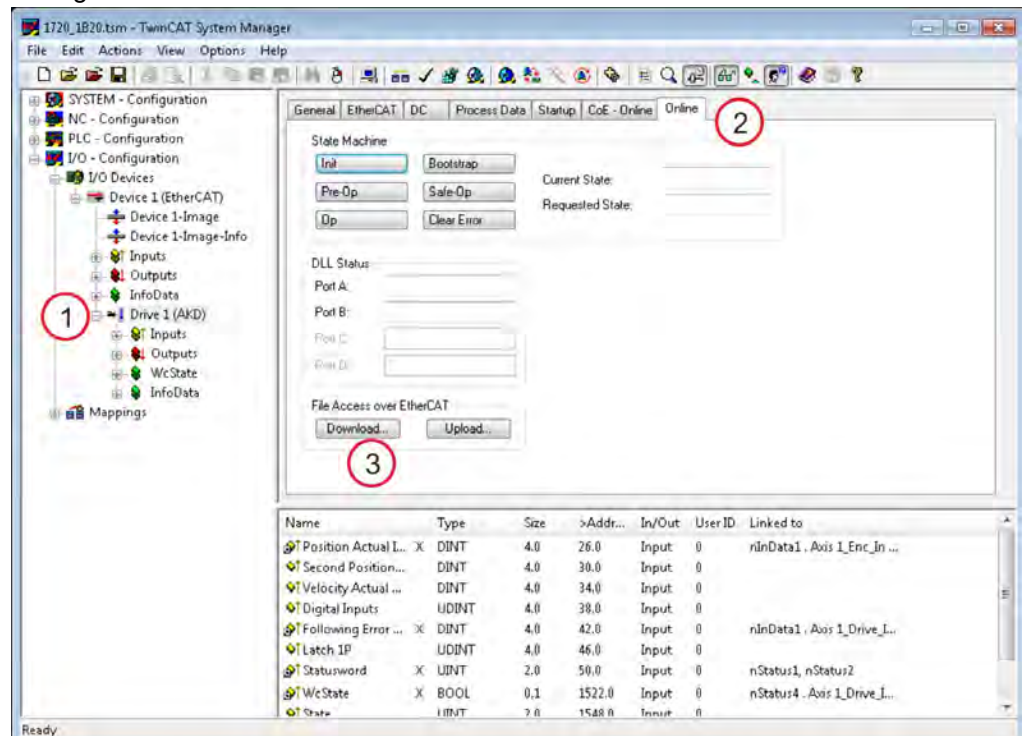 1720_1B20.tsm - TwinCAT System Manager
File Edit Actions View Options Help
SYSTEM - Configuration
NC - Configuration
PLC - Configuration
I/O - Configuration
I/O Devices
Device 1 (EtherCAT)
Device 1-Image
Device 1-Image-Info
Inputs
Outputs
InfoData
1
Drive 1 (AKD)
Inputs
Outputs
WcState
InfoData
Mappings
General EtherCAT DC Process Data Startup CoE - Online Online
2
State Machine
Init Bootstrap
Pre-Op Safe-Op
Op Clear Error
Current State:
Requested State:
DLL Status
Port A:
Port B:
Port C:
Port D:
File Access over EtherCAT
Download... Upload...
3
Name Type Size >Addr... In/Out User ID Linked to
Position Actual I... X DINT 4.0 26.0 Input 0 nInData1 . Axis 1_Enc_In ...
Second Position... DINT 4.0 30.0 Input 0
Velocity Actual ... DINT 4.0 34.0 Input 0
Digital Inputs UDINT 4.0 38.0 Input 0
Following Error ... X DINT 4.0 42.0 Input 0 nInData1 . Axis 1_Drive_I...
Latch 1P UDINT 4.0 46.0 Input 0
Statusword X UINT 2.0 50.0 Input 0 nStatus1, nStatus2
WcState X BOOL 0.1 1522.0 Input 0 nStatus4 . Axis 1_Drive_I...
State UINT 2.0 1548.0 Input 0
Ready